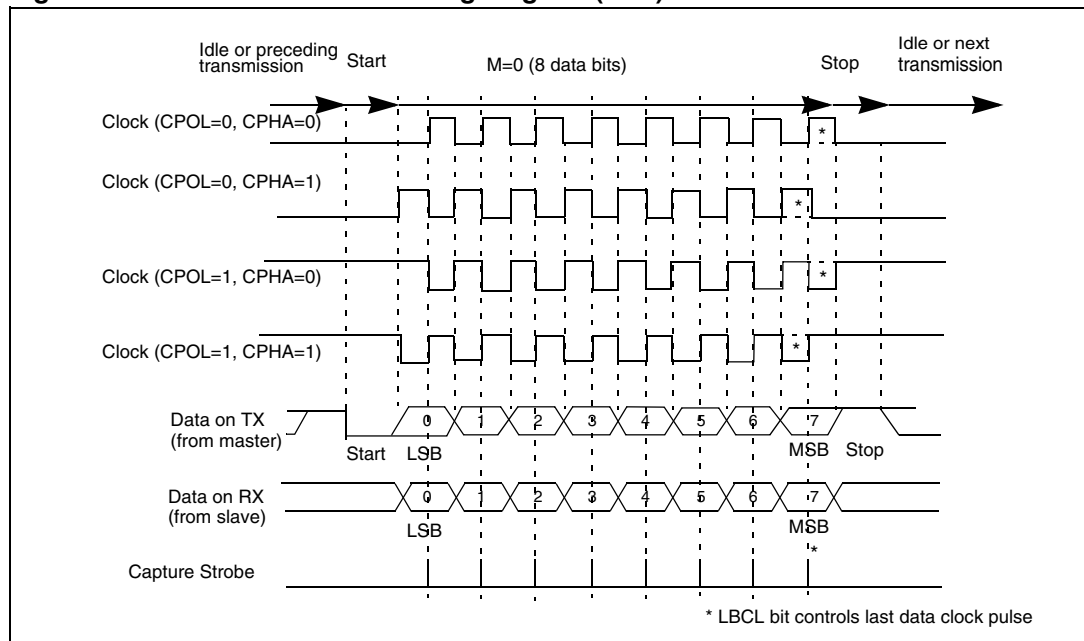 Idle or preceding
transmission
Start
M=0 (8 data bits)
Stop
Idle or next
transmission
Clock (CPOL=0, CPHA=0)
*
Clock (CPOL=0, CPHA=1)
*
Clock (CPOL=1, CPHA=0)
*
Clock (CPOL=1, CPHA=1)
*
Data on TX
(from master)
0 1 2 3 4 5 6 7
Start LSB MSB Stop
Data on RX
(from slave)
0 1 2 3 4 5 6 7
LSB MSB
*
Capture Strobe
* LBCL bit controls last data clock pulse